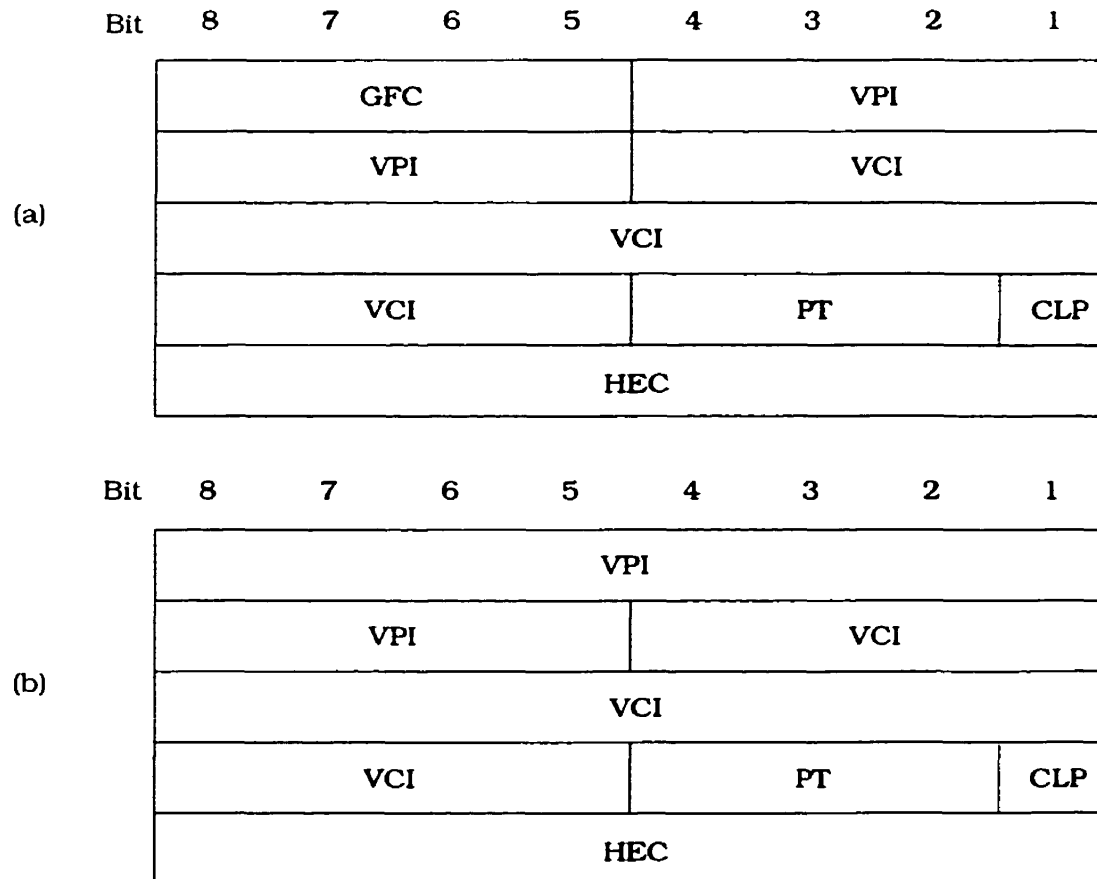 Bit 8 7 6 5 4 3 2 1
GFC VPI
VPI VCI
(a)
VCI
VCI PT CLP
HEC
Bit 8 7 6 5 4 3 2 1
VPI
VPI VCI
(b)
VCI
VCI PT CLP
HEC